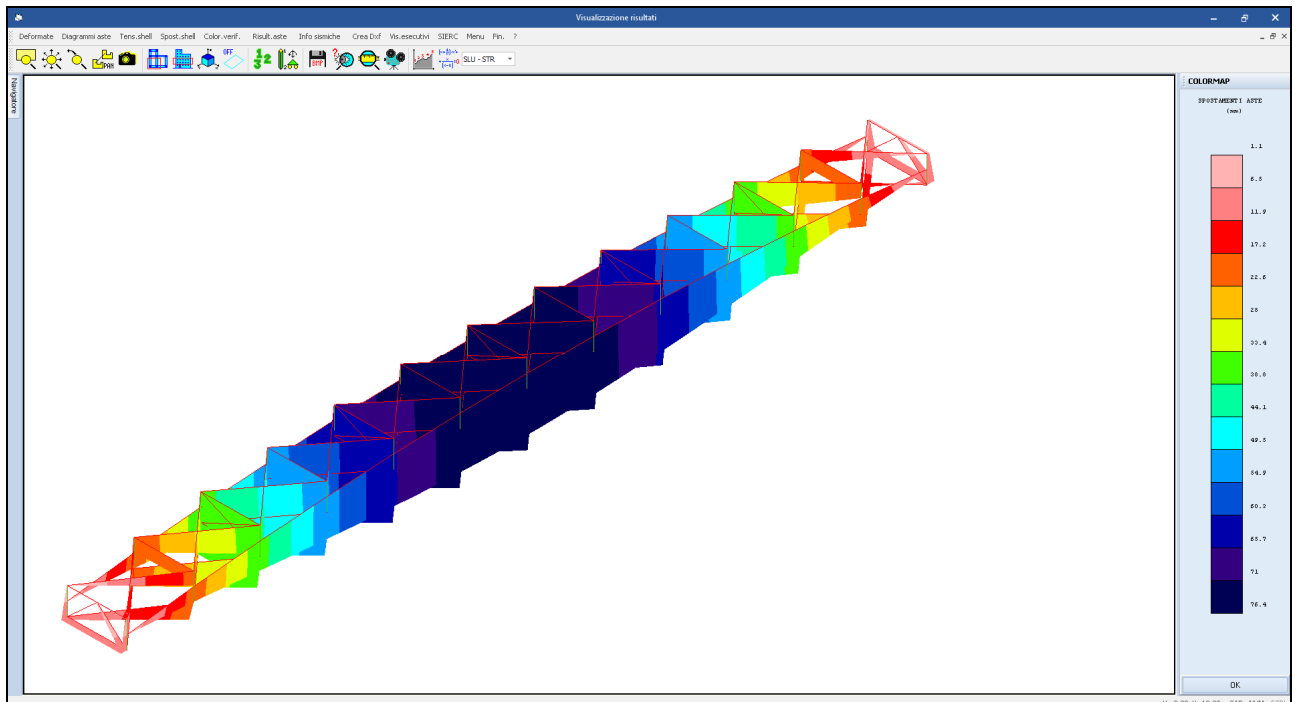 Visualizzazione risultati
Deformate Diagrammi aste Tens.shell Spost.shell Color.verif. Risult.aste Info sismiche Crea Dxf Vis.esecutivi SIERC Menu Fin. ?
PAN OFF BMP SLU - STR
Navigatore
COLORMAP
SPOSTAMENTI ASTE
(mm)
1.1
6.5
11.9
17.2
22.6
28
33.4
38.8
44.1
49.5
54.9
60.3
65.7
71
76.4
OK